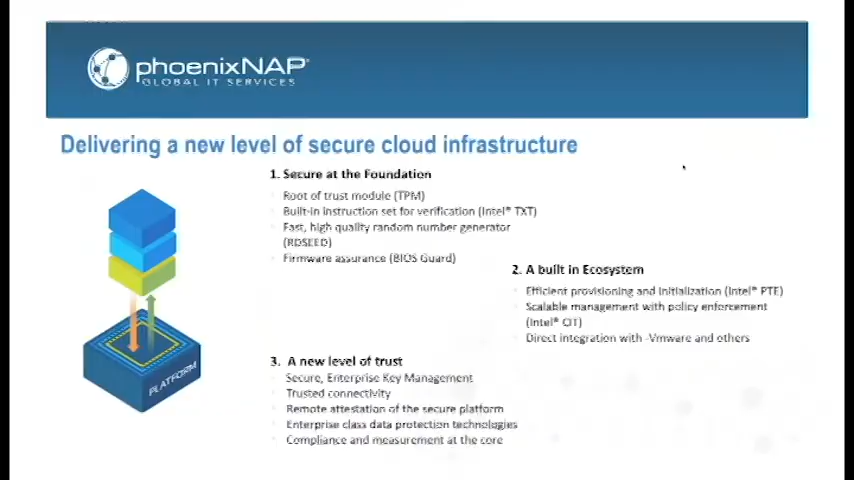 phoenixNAP®
GLOBAL IT SERVICES
Delivering a new level of secure cloud infrastructure
1. Secure at the Foundation
Root of trust module (TPM)
Built-in instruction set for verification (Intel® TXT)
Fast, high quality random number generator
(RDSEED)
Firmware assurance (BIOS Guard)
2. A built in Ecosystem
Efficient provisioning and initialization (Intel® PTE)
Scalable management with policy enforcement
(Intel® CIT)
Direct integration with -Vmware and others
3. A new level of trust
Secure, Enterprise Key Management
Trusted connectivity
Remote attestation of the secure platform
Enterprise class data protection technologies
Compliance and measurement at the core
PLATFORM